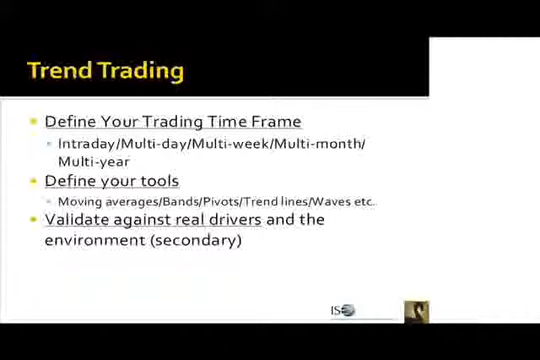 Trend Trading
Define Your Trading Time Frame
Intraday/Multi-day/Multi-week/Multi-month/
Multi-year
Define your tools
Moving averages/Bands/Pivots/Trend lines/Waves etc.
Validate against real drivers and the
environment (secondary)
ISE